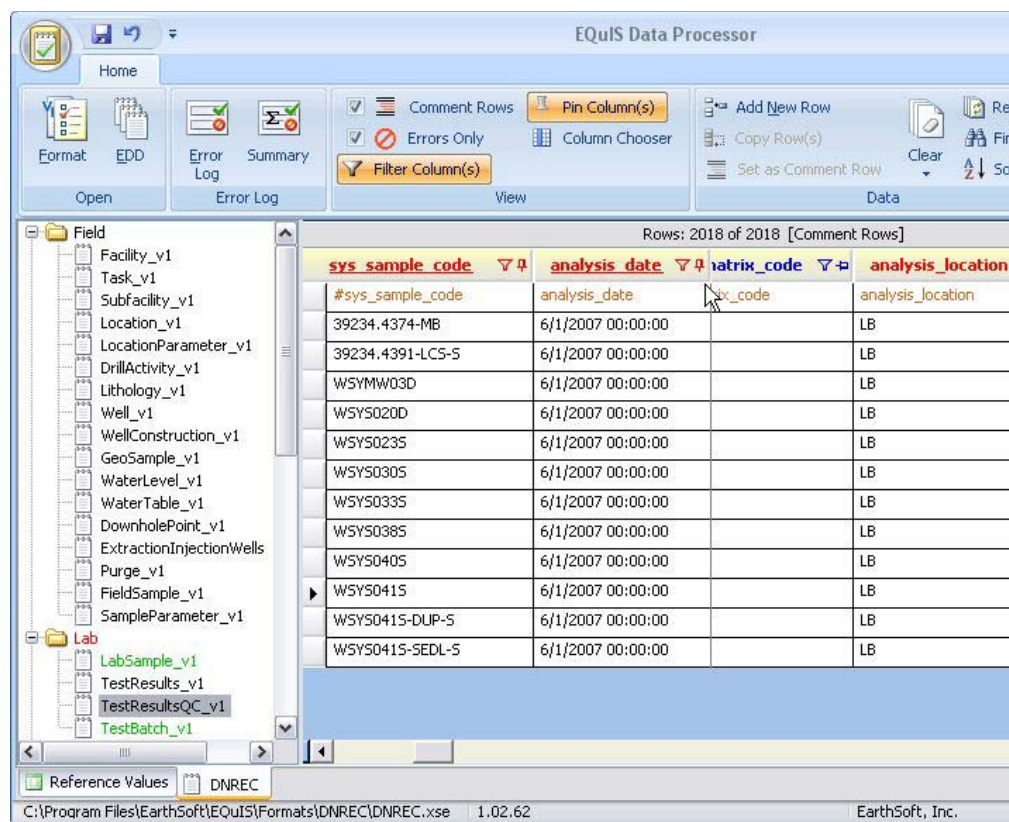 EQuIS Data Processor
Home
Format
EDD
Open
Error Log
Summary
Error Log
Comment Rows
Errors Only
Filter Column(s)
Pin Column(s)
Column Chooser
View
Add New Row
Copy Row(s)
Set as Comment Row
Clear
Re
Fir
So
Data
Field
Facility_v1
Task_v1
Subfacility_v1
Location_v1
LocationParameter_v1
DrillActivity_v1
Lithology_v1
Well_v1
WellConstruction_v1
GeoSample_v1
WaterLevel_v1
WaterTable_v1
DownholePoint_v1
ExtractionInjectionWells
Purge_v1
FieldSample_v1
SampleParameter_v1
Lab
LabSample_v1
TestResults_v1
TestResultsQC_v1
TestBatch_v1
Rows: 2018 of 2018 [Comment Rows]
sys_sample_code analysis_date matrix_code analysis_location
#sys_sample_code analysis_date ix_code analysis_location
39234.4374-MB 6/1/2007 00:00:00 LB
39234.4391-LCS-S 6/1/2007 00:00:00 LB
WSYMW03D 6/1/2007 00:00:00 LB
WSYS020D 6/1/2007 00:00:00 LB
WSYS023S 6/1/2007 00:00:00 LB
WSYS030S 6/1/2007 00:00:00 LB
WSYS033S 6/1/2007 00:00:00 LB
WSYS038S 6/1/2007 00:00:00 LB
WSYS040S 6/1/2007 00:00:00 LB
WSYS041S 6/1/2007 00:00:00 LB
WSYS041S-DUP-S 6/1/2007 00:00:00 LB
WSYS041S-SEDL-S 6/1/2007 00:00:00 LB
Reference Values
DNREC
C:\Program Files\EarthSoft\EQuIS\Formats\DNREC\DNREC.xse 1.02.62 EarthSoft, Inc.